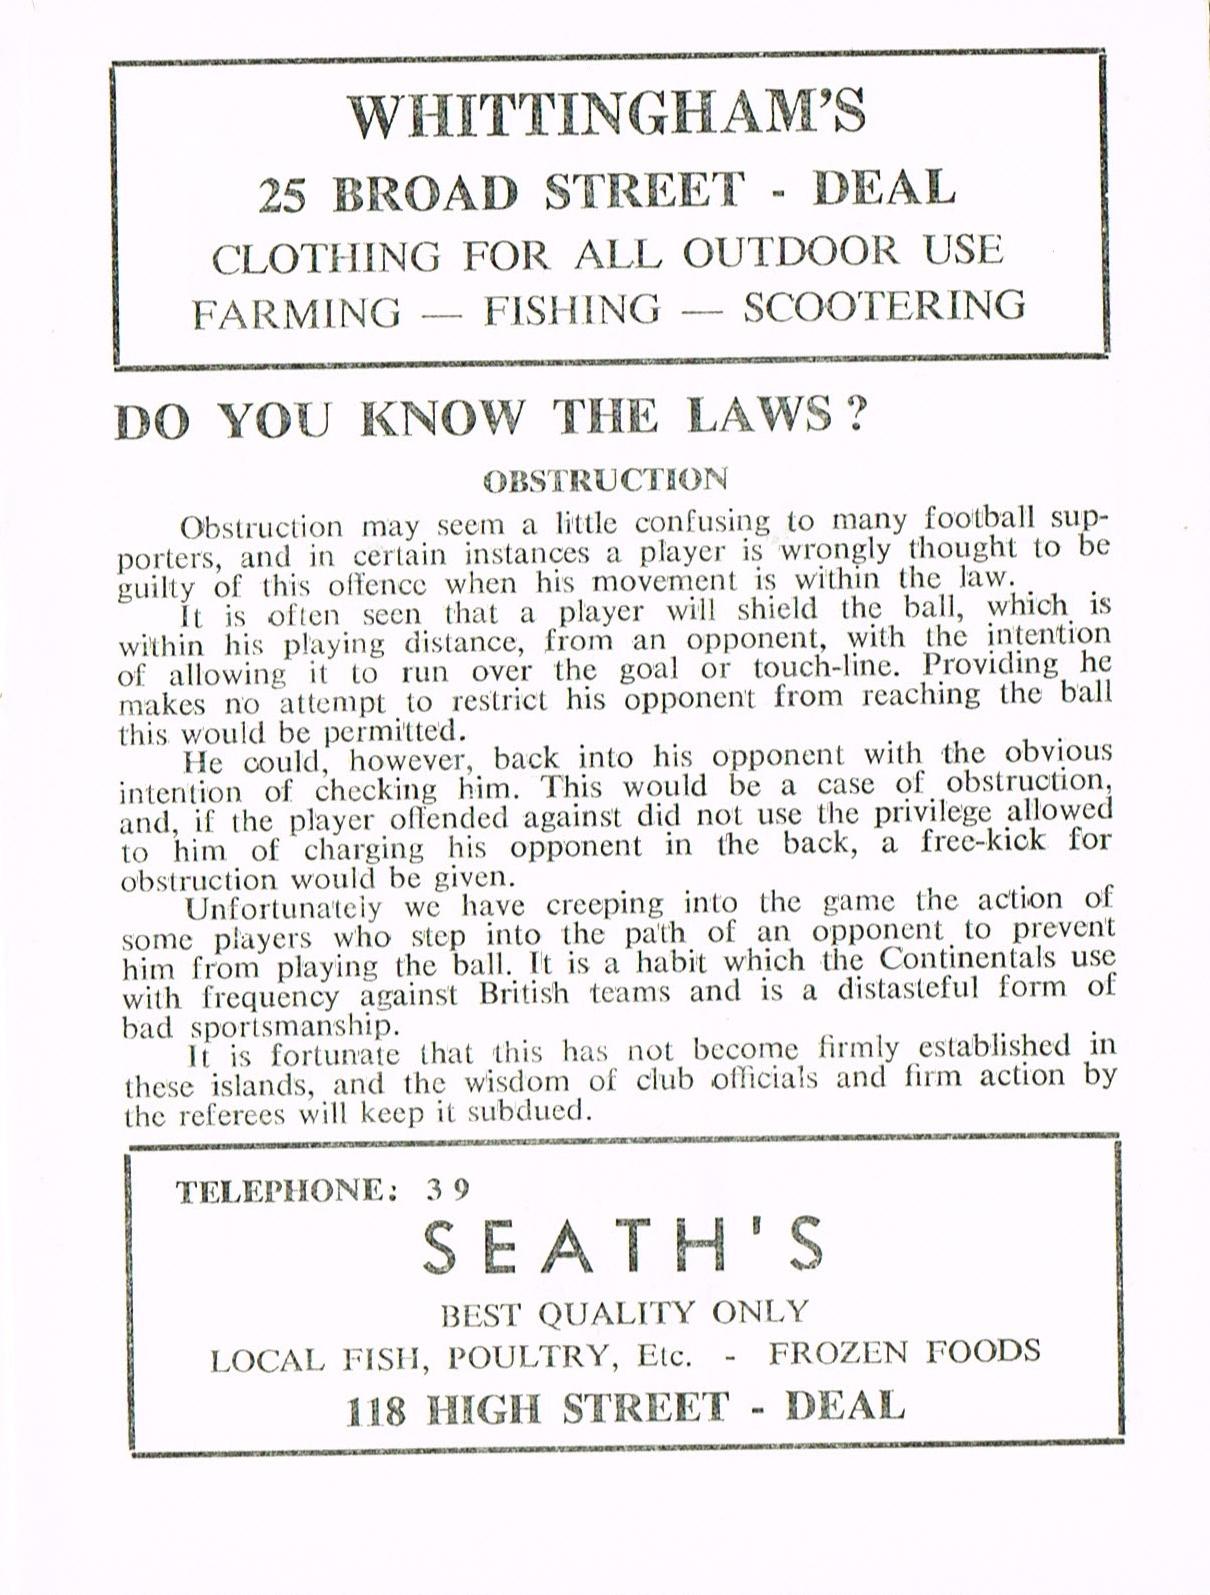 WHITTINGHAM'S
25 BROAD STREET - DEAL
CLOTHING FOR ALL OUTDOOR USE
FARMING — FISHING — SCOOTERING
DO YOU KNOW THE LAWS?
OBSTRUCTION
Obstruction may seem a little confusing to many football sup-
porters, and in certain instances a player is wrongly thought to be
guilty of this offence when his movement is within the law.
It is often seen that a player will shield the ball, which is
within his playing distance, from an opponent, with the intention
of allowing it to run over the goal or touch-line. Providing he
makes no attempt to restrict his opponent from reaching the ball
this would be permitted.
He could, however, back into his opponent with the obvious
intention of checking him. This would be a case of obstruction,
and, if the player offended against did not use the privilege allowed
to him of charging his opponent in the back, a free-kick for
obstruction would be given.
Unfortunately we have creeping into the game the action of
some players who step into the path of an opponent to prevent
him from playing the ball. It is a habit which the Continentals use
with frequency against British teams and is a distasteful form of
bad sportsmanship.
It is fortunate that this has not become firmly established in
these islands, and the wisdom of club officials and firm action by
the referees will keep it subdued.
TELEPHONE: 39
SEATH'S
BEST QUALITY ONLY
LOCAL FISH, POULTRY, Etc. - FROZEN FOODS
118 HIGH STREET - DEAL